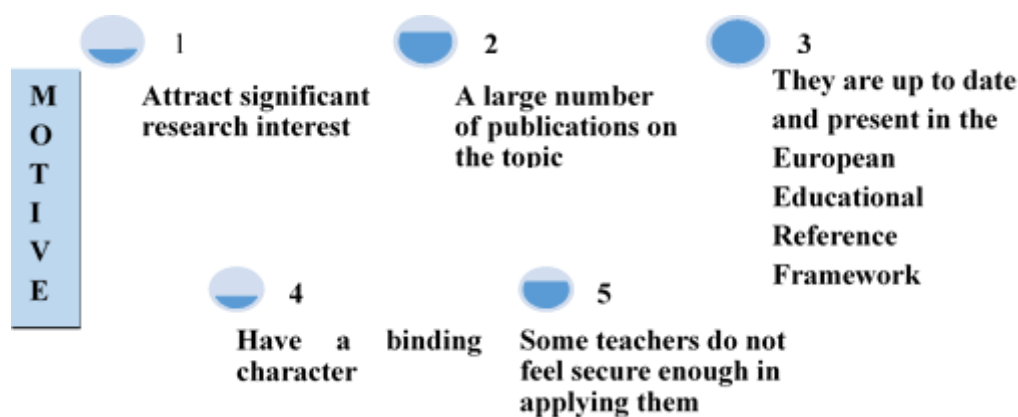 MOTIVE
1
Attract significant
research interest
2
A large number
of publications on
the topic
3
They are up to date
and present in the
European
Educational
Reference
Framework
4
Have a binding
character
5
Some teachers do not
feel secure enough in
applying them